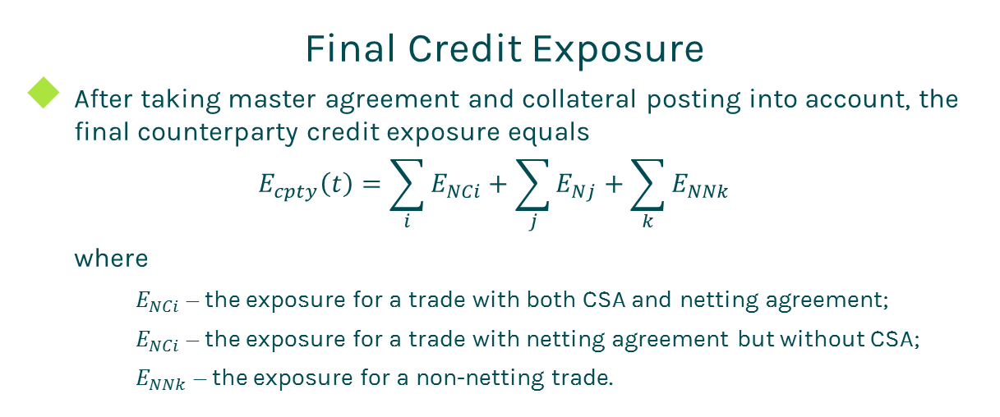 Final Credit Exposure
After taking master agreement and collateral posting into account, the
final counterparty credit exposure equals
E_{cpty}(t) = \sum_i E_{NCi} + \sum_j E_{Nj} + \sum_k E_{NNk}
where
E_{NCi} – the exposure for a trade with both CSA and netting agreement;
E_{NCi} – the exposure for a trade with netting agreement but without CSA;
E_{NNk} – the exposure for a non-netting trade.